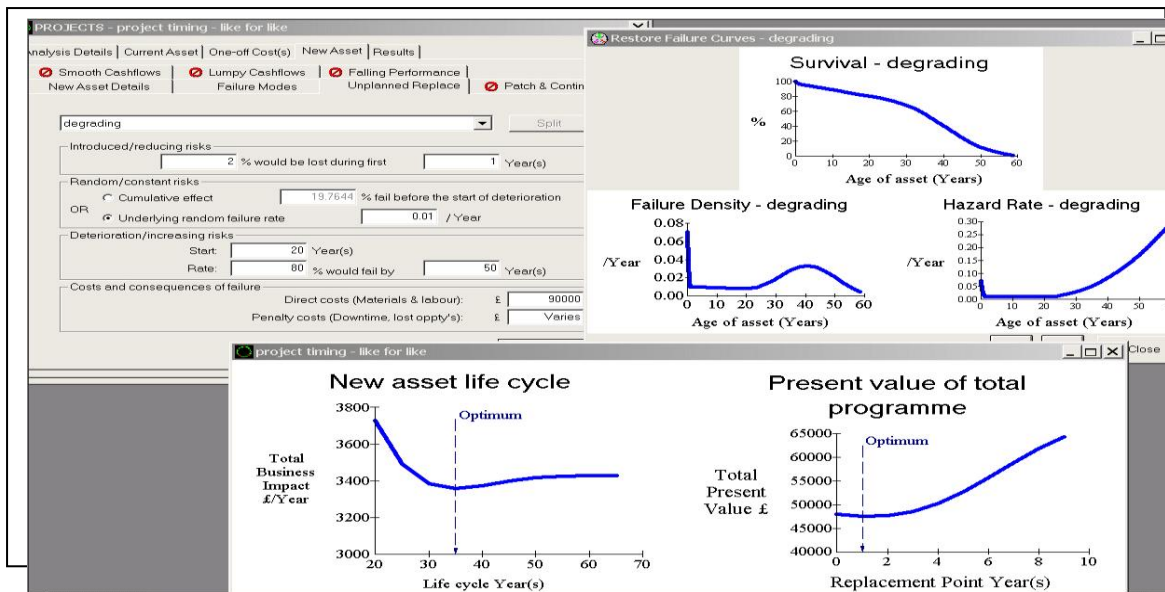 PROJECTS - project timing - like for like
Analysis Details Current Asset One-off Cost(s) New Asset Results
Smooth Cashflows Lumpy Cashflows Falling Performance
New Asset Details Failure Modes Unplanned Replace Patch & Contin
degrading Split
Introduced/reducing risks
2 % would be lost during first 1 Year(s)
Random/constant risks
Cumulative effect 19.7644 % fail before the start of deterioration
OR
Underlying random failure rate 0.01 / Year
Deterioration/increasing risks
Start: 20 Year(s)
Rate: 80 % would fail by 50 Year(s)
Costs and consequences of failure
Direct costs (Materials & labour): £ 90000
Penalty costs (Downtime, lost oppty's): £ Varies
Restore Failure Curves - degrading
Survival - degrading
100
80
60
%
40
20
0
0 10 20 30 40 50 60
Age of asset (Years)
Failure Density - degrading
0.08
0.06
/Year
0.04
0.02
0.00
0 10 20 30 40 50 60
Age of asset (Years)
Hazard Rate - degrading
0.30
0.25
0.20
/Year
0.15
0.10
0.05
0.00
0 10 20 30 40 50
Age of asset (Years)
Close
project timing - like for like
New asset life cycle
3800
Optimum
3600
Total
Business
Impact
£/Year
3400
3200
3000
20 30 40 50 60 70
Life cycle Year(s)
Present value of total
programme
65000
Optimum
60000
55000
Total
Present
Value £
50000
45000
40000
0 2 4 6 8 10
Replacement Point Year(s)